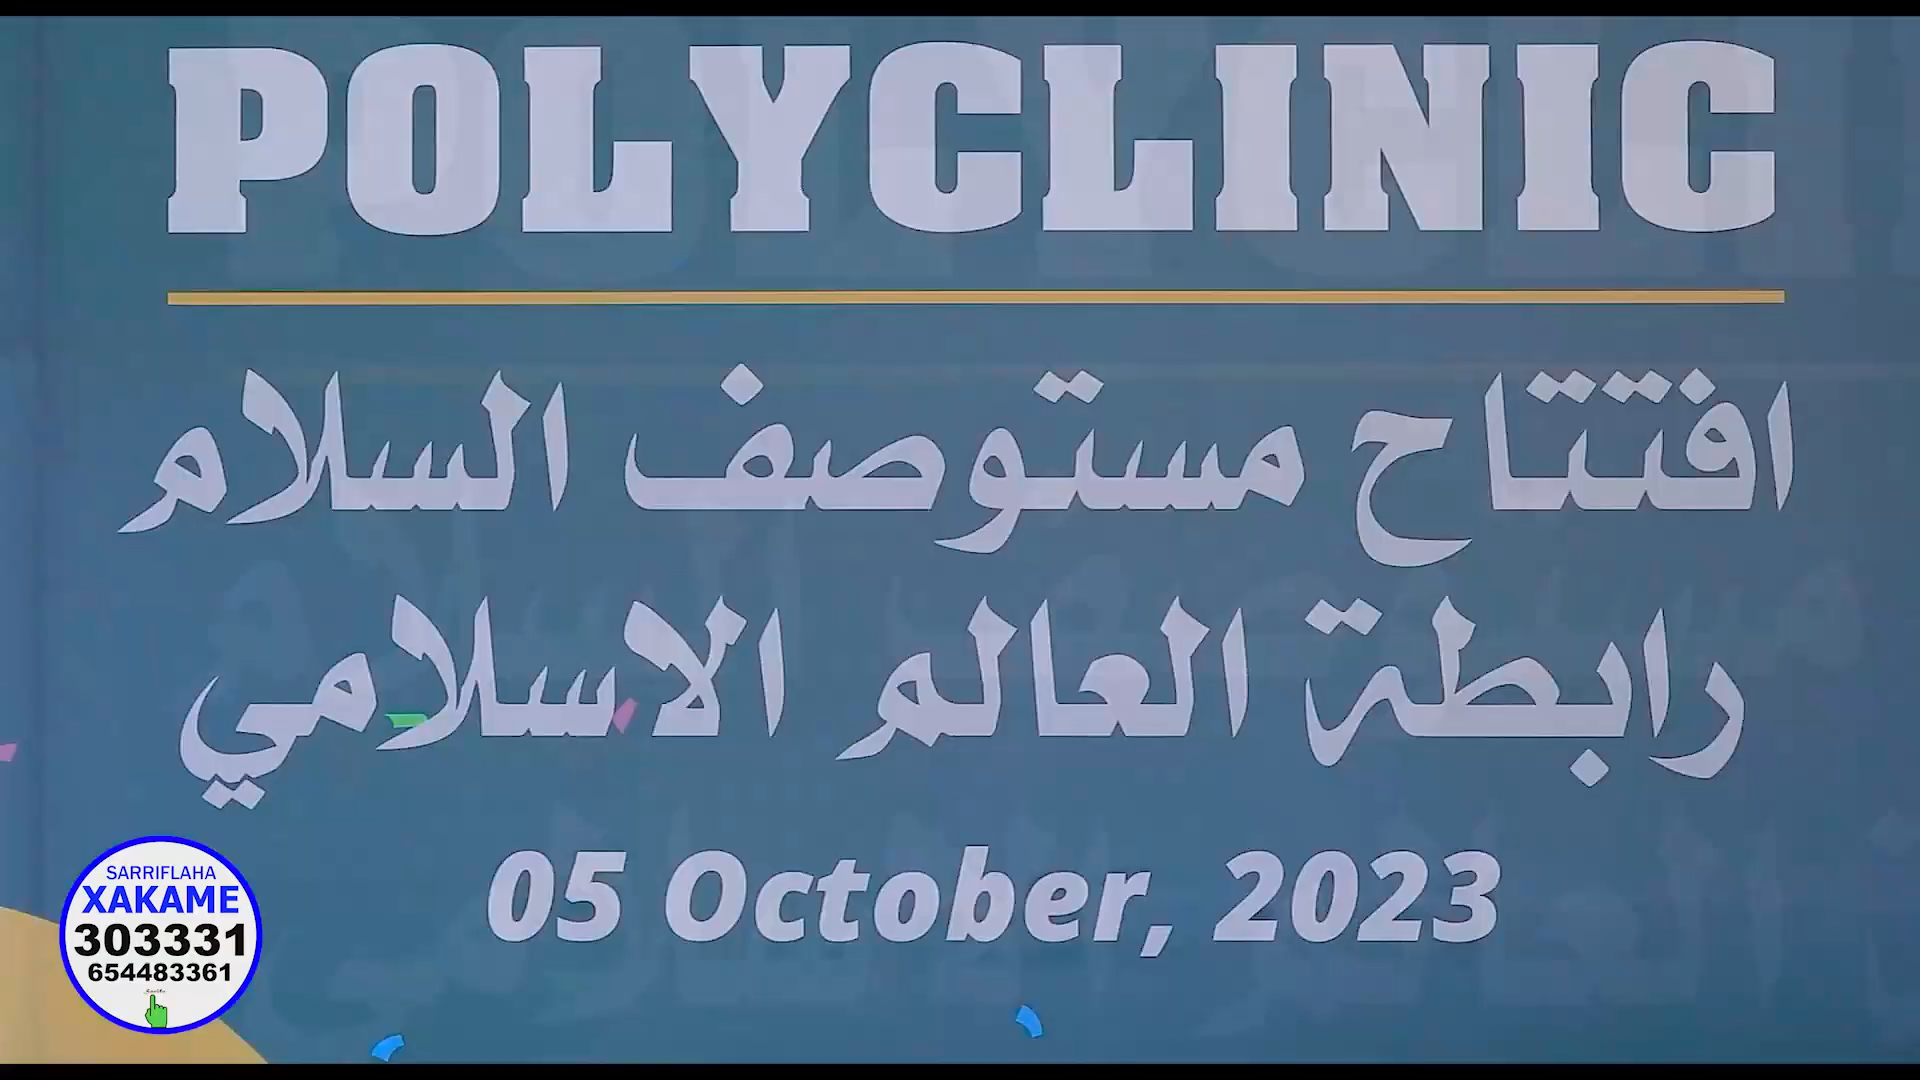 POLYCLINIC
افتتاح مستوصف السلام
رابطة العالم الاسلامي
05 October, 2023
SARRIFLAHA
XAKAME
303331
654483361